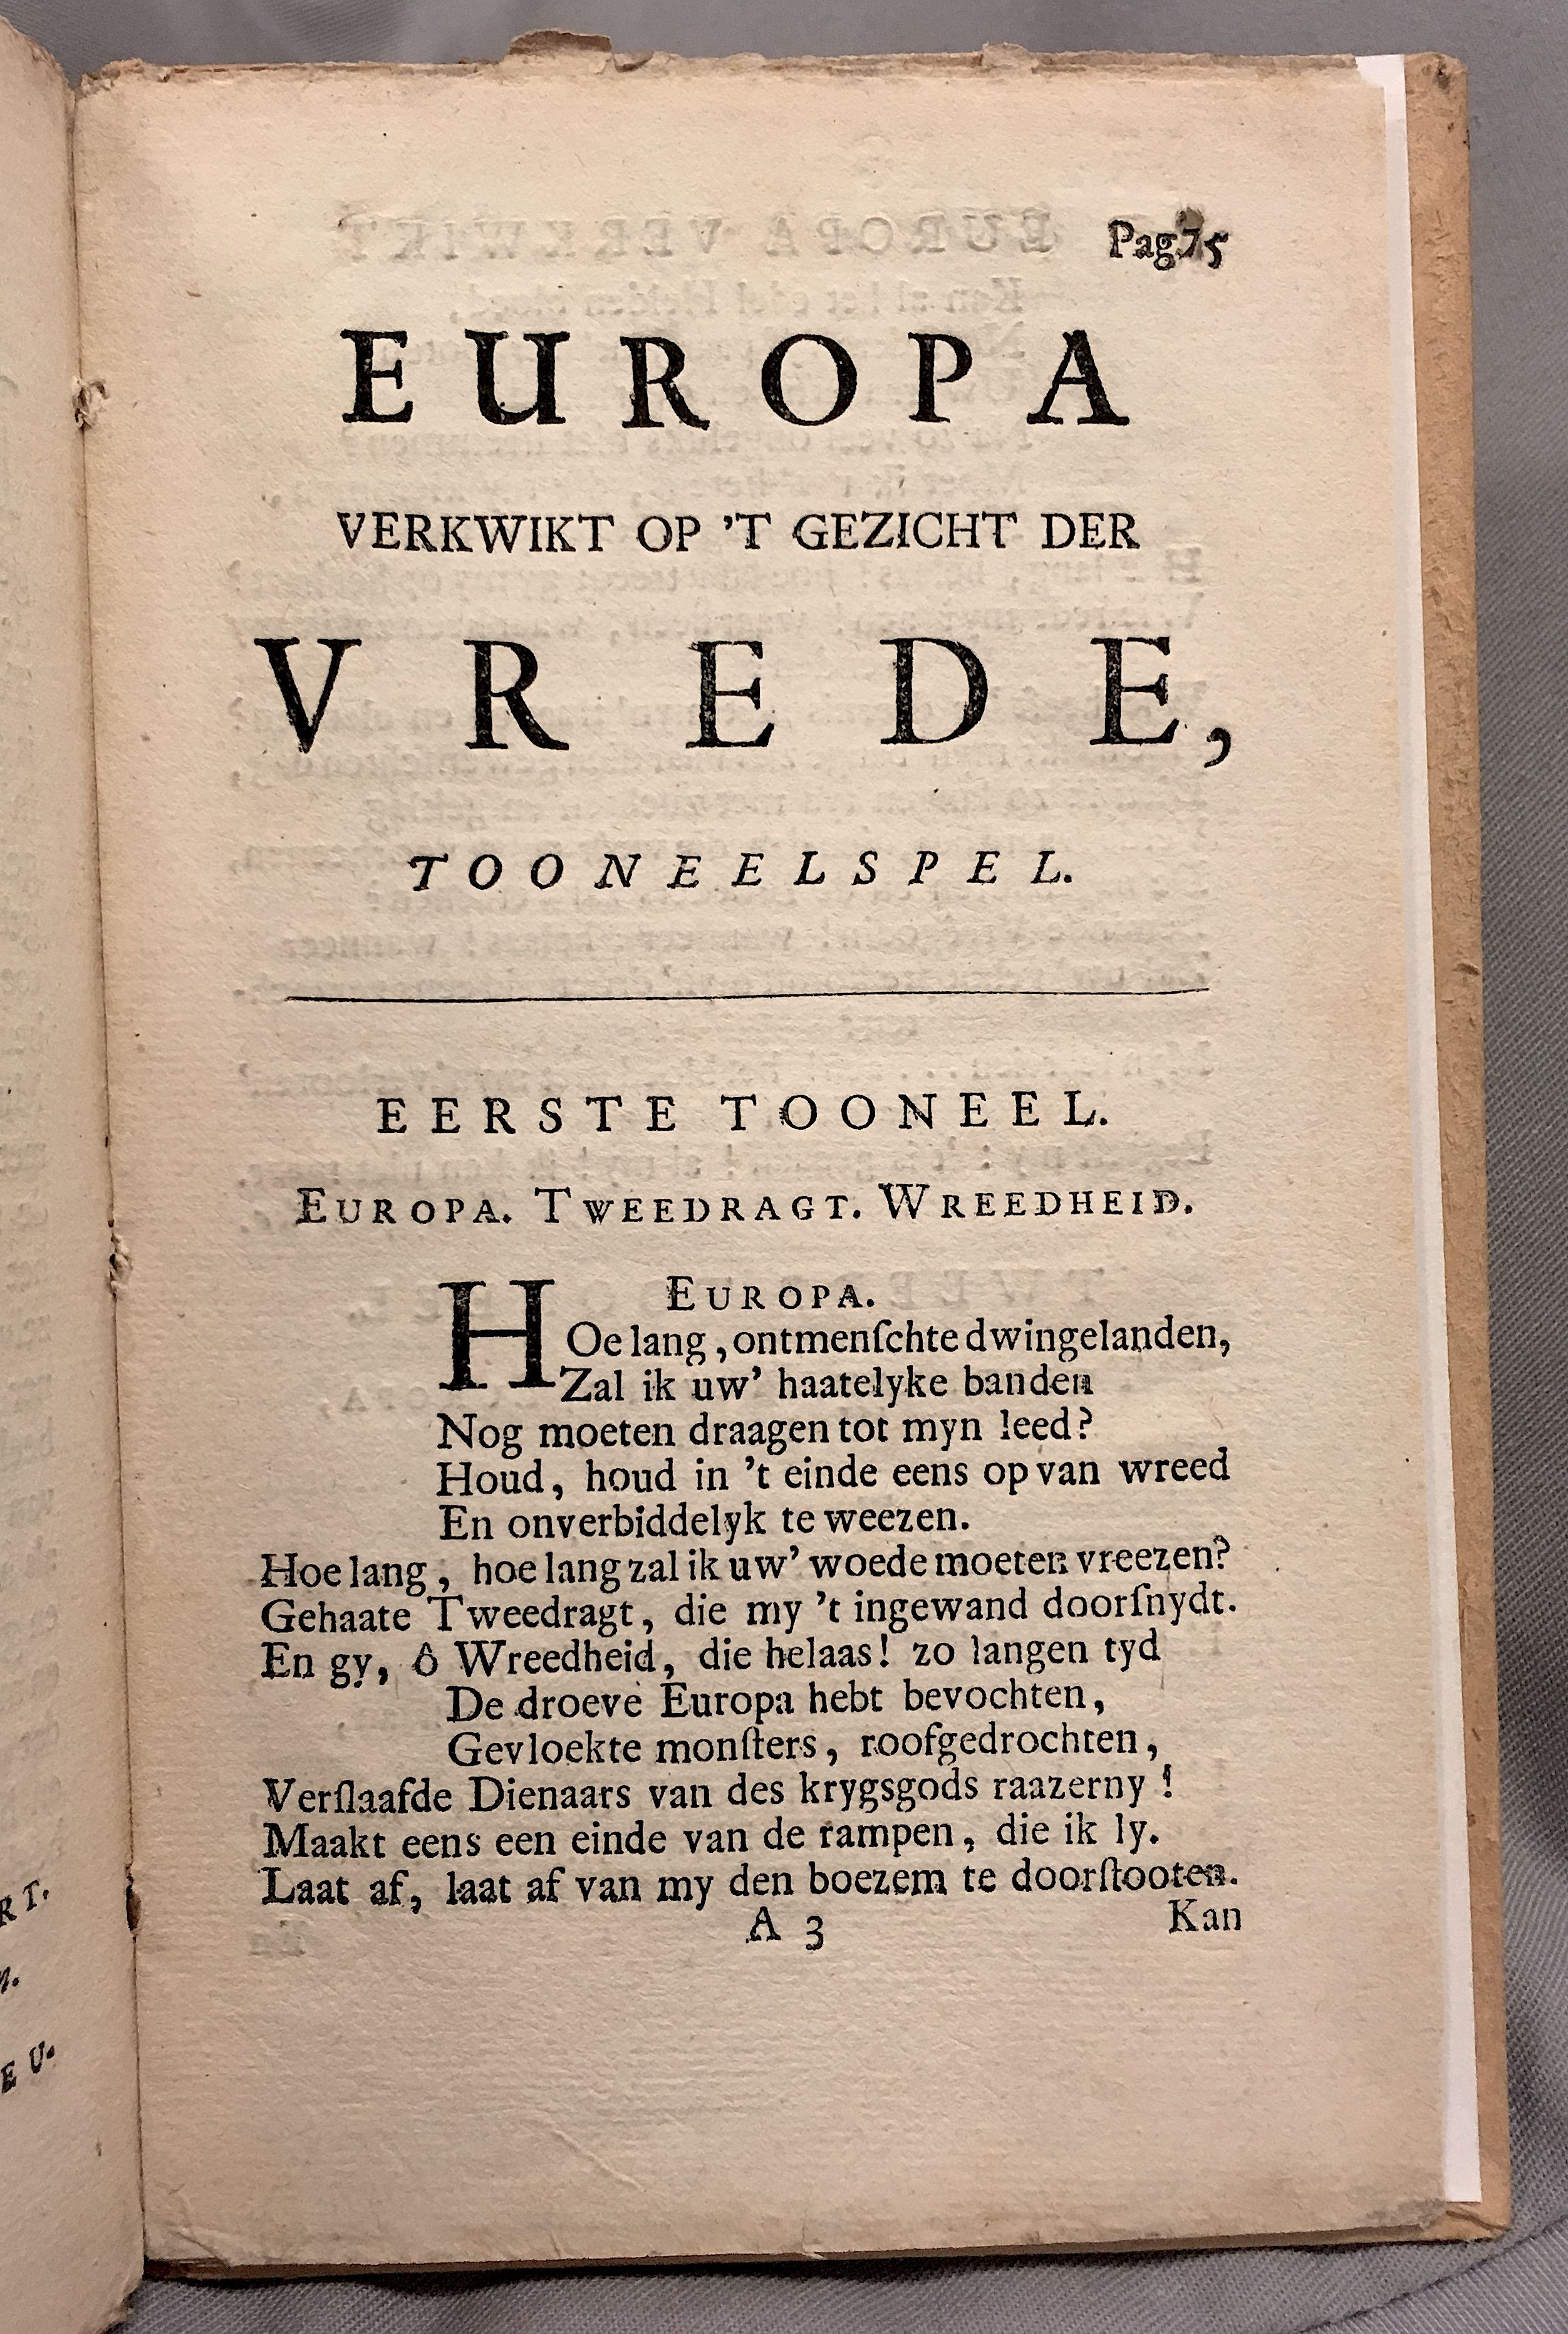 Pag.75
EUROPA
VERKWIKT OP 'T GEZICHT DER
VREDE,
TOONEELSPEL.
EERSTE TOONEEL.
EUROPA. TWEEDRAGT. WREEDHEID.
EUROPA.
HOe lang, ontmenſchte dwingelanden,
Zal ik uw' haatelyke banden
Nog moeten draagen tot myn leed?
Houd, houd in 't einde eens op van wreed
En onverbiddelyk te weezen.
Hoe lang, hoe lang zal ik uw' woede moeten vreezen?
Gehaate Tweedragt, die my 't ingewand doorſnydt.
En gy, ô Wreedheid, die helaas! zo langen tyd
De droeve Europa hebt bevochten,
Gevloekte monſters, roofgedrochten,
Verſlaafde Dienaars van des krygsgods raazerny!
Maakt eens een einde van de rampen, die ik ly.
Laat af, laat af van my den boezem te doorſtooten.
A 3
Kan
RT.
EU.